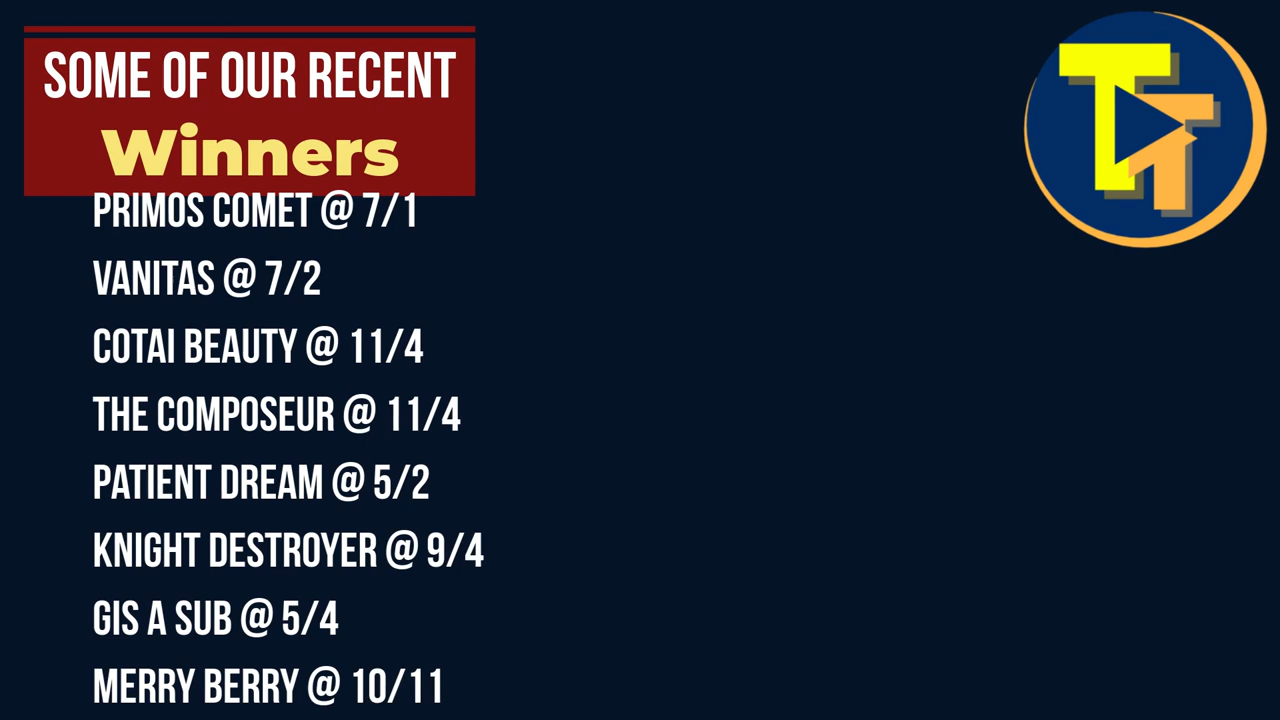 SOME OF OUR RECENT
Winners
PRIMOS COMET @ 7/1
VANITAS @ 7/2
COTAI BEAUTY @ 11/4
THE COMPOSEUR @ 11/4
PATIENT DREAM @ 5/2
KNIGHT DESTROYER @ 9/4
GIS A SUB @ 5/4
MERRY BERRY @ 10/11
TT